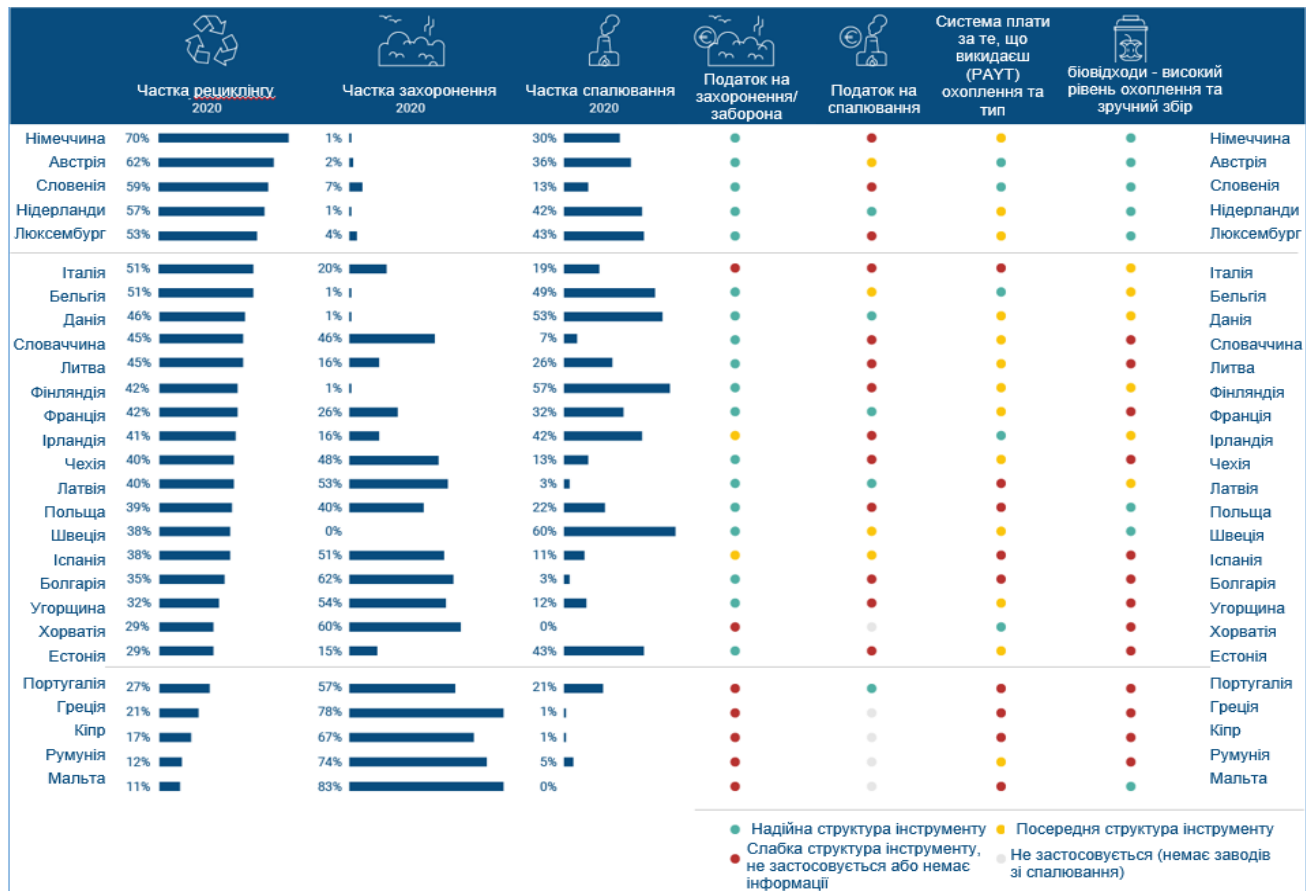 Частка рециклінгу
2020
Частка захоронення
2020
Частка спалювання
2020
Податок на
захоронення/
заборона
Податок на
спалювання
Система плати
за те, що
викидаєш
(PAYT)
охоплення та
тип
біовідходи - високий
рівень охоплення та
зручний збір
Німеччина 70% 1% 30% Німеччина
Австрія 62% 2% 36% Австрія
Словенія 59% 7% 13% Словенія
Нідерланди 57% 1% 42% Нідерланди
Люксембург 53% 4% 43% Люксембург
Італія 51% 20% 19% Італія
Бельгія 51% 1% 49% Бельгія
Данія 46% 1% 53% Данія
Словаччина 45% 46% 7% Словаччина
Литва 45% 16% 26% Литва
Фінляндія 42% 1% 57% Фінляндія
Франція 42% 26% 32% Франція
Ірландія 41% 16% 42% Ірландія
Чехія 40% 48% 13% Чехія
Латвія 40% 53% 3% Латвія
Польща 39% 40% 22% Польща
Швеція 38% 0% 60% Швеція
Іспанія 38% 51% 11% Іспанія
Болгарія 35% 62% 3% Болгарія
Угорщина 32% 54% 12% Угорщина
Хорватія 29% 60% 0% Хорватія
Естонія 29% 15% 43% Естонія
Португалія 27% 57% 21% Португалія
Греція 21% 78% 1% Греція
Кіпр 17% 67% 1% Кіпр
Румунія 12% 74% 5% Румунія
Мальта 11% 83% 0% Мальта
Надійна структура інструменту
Посередня структура інструменту
Слабка структура інструменту,
не застосовується або немає
інформації
Не застосовується (немає заводів
зі спалювання)